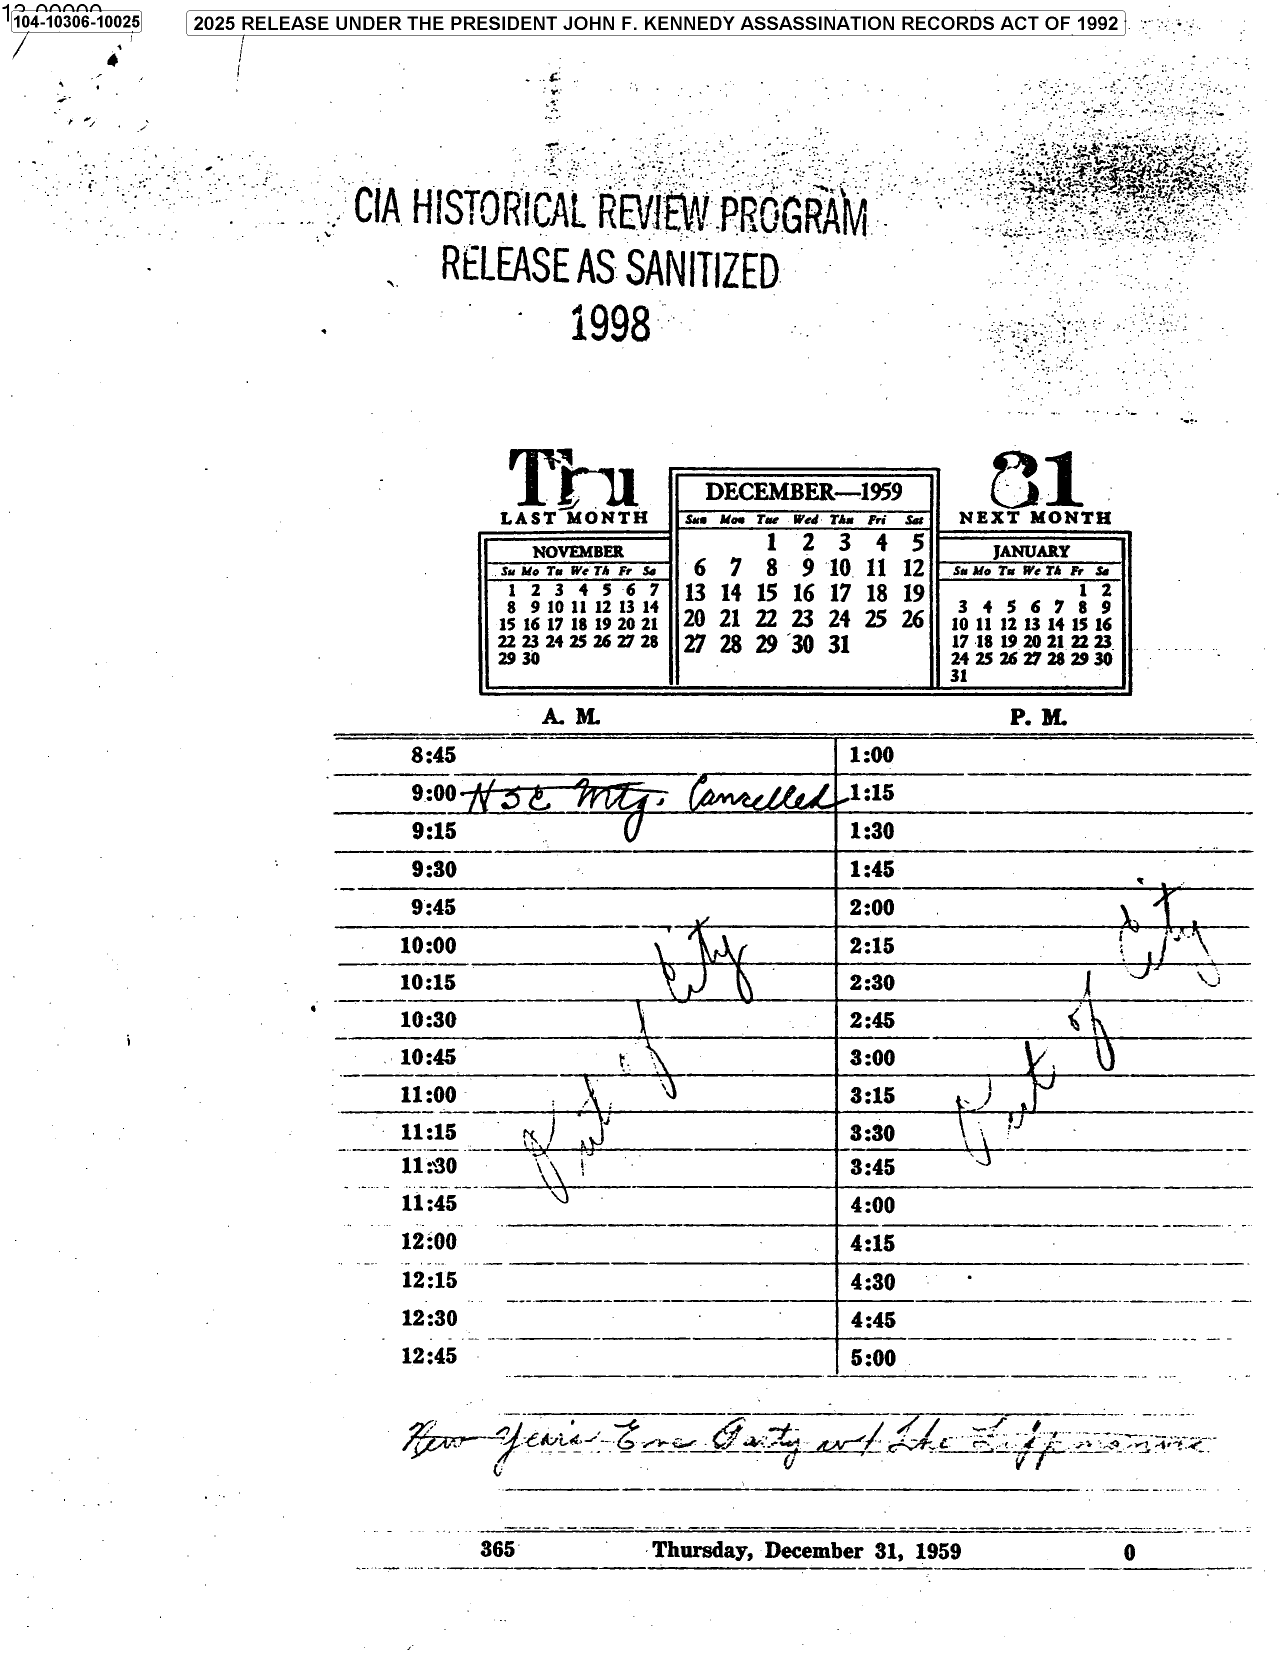 13-00000
104-10306-10025
2025 RELEASE UNDER THE PRESIDENT JOHN F. KENNEDY ASSASSINATION RECORDS ACT OF 1992
CIA HISTORICAL REVIEW PROGRAM
RELEASE AS SANITIZED
1998
Thu
31
LAST MONTH
NOVEMBER
Su Mo Tu We Th Fr Sa
1 2 3 4 5 6 7
8 9 10 11 12 13 14
15 16 17 18 19 20 21
22 23 24 25 26 27 28
29 30
DECEMBER—1959
Sun Mon Tue Wed Thu Fri Sat
1 2 3 4 5
6 7 8 9 10 11 12
13 14 15 16 17 18 19
20 21 22 23 24 25 26
27 28 29 30 31
NEXT MONTH
JANUARY
Su Mo Tu We Th Fr Sa
1 2
3 4 5 6 7 8 9
10 11 12 13 14 15 16
17 18 19 20 21 22 23
24 25 26 27 28 29 30
31
A. M.
P. M.
8:45
1:00
9:00 NSC Mtg. Cancelled
1:15
9:15
1:30
9:30
1:45
9:45
2:00
10:00
2:15
10:15
2:30
10:30
2:45
10:45
3:00
11:00
3:15
11:15
3:30
11:30
3:45
11:45
4:00
12:00
4:15
12:15
4:30
12:30
4:45
12:45
5:00
Out of City
Out of City
New Year's Eve Party w/ the Lippmanns
365 Thursday, December 31, 1959 0